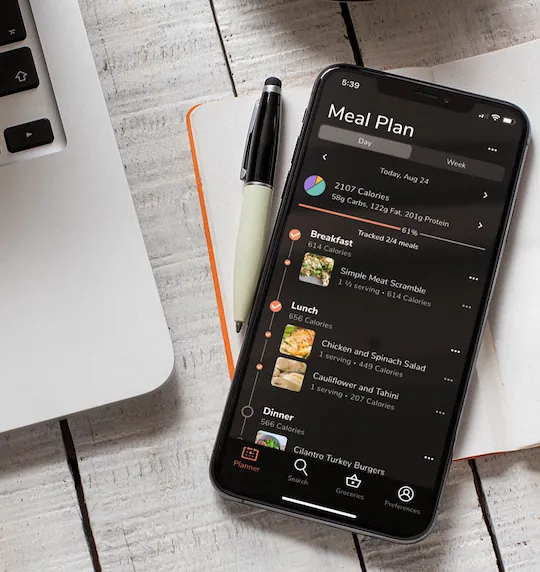 5:39
Meal Plan
Day
Week
Today, Aug 24
2107 Calories
58g Carbs, 122g Fat, 201g Protein
61%
Tracked 2/4 meals
Breakfast
614 Calories
Simple Meat Scramble
1 ½ serving • 614 Calories
Lunch
656 Calories
Chicken and Spinach Salad
1 serving • 449 Calories
Cauliflower and Tahini
1 serving • 207 Calories
Dinner
566 Calories
Cilantro Turkey Burgers
Planner
Search
Groceries
Preferences